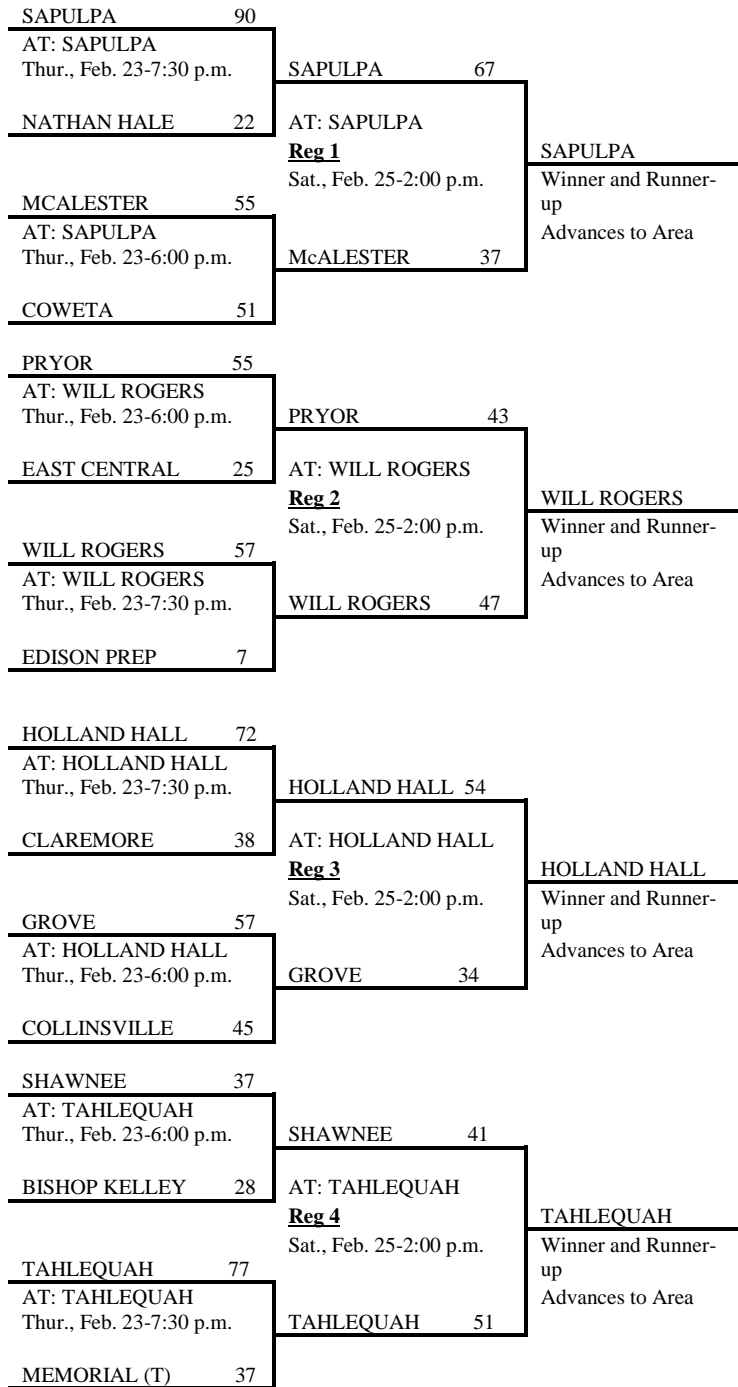 SAPULPA 90
AT: SAPULPA
Thur., Feb. 23-7:30 p.m.
SAPULPA 67
NATHAN HALE 22
AT: SAPULPA
Reg 1
SAPULPA
Sat., Feb. 25-2:00 p.m.
Winner and Runner-
up
Advances to Area
MCALESTER 55
AT: SAPULPA
Thur., Feb. 23-6:00 p.m.
McALESTER 37
COWETA 51
PRYOR 55
AT: WILL ROGERS
Thur., Feb. 23-6:00 p.m.
PRYOR 43
EAST CENTRAL 25
AT: WILL ROGERS
Reg 2
WILL ROGERS
Sat., Feb. 25-2:00 p.m.
Winner and Runner-
up
Advances to Area
WILL ROGERS 57
AT: WILL ROGERS
Thur., Feb. 23-7:30 p.m.
WILL ROGERS 47
EDISON PREP 7
HOLLAND HALL 72
AT: HOLLAND HALL
Thur., Feb. 23-7:30 p.m.
HOLLAND HALL 54
CLAREMORE 38
AT: HOLLAND HALL
Reg 3
HOLLAND HALL
Sat., Feb. 25-2:00 p.m.
Winner and Runner-
up
Advances to Area
GROVE 57
AT: HOLLAND HALL
Thur., Feb. 23-6:00 p.m.
GROVE 34
COLLINSVILLE 45
SHAWNEE 37
AT: TAHLEQUAH
Thur., Feb. 23-6:00 p.m.
SHAWNEE 41
BISHOP KELLEY 28
AT: TAHLEQUAH
Reg 4
TAHLEQUAH
Sat., Feb. 25-2:00 p.m.
Winner and Runner-
up
Advances to Area
TAHLEQUAH 77
AT: TAHLEQUAH
Thur., Feb. 23-7:30 p.m.
TAHLEQUAH 51
MEMORIAL (T) 37